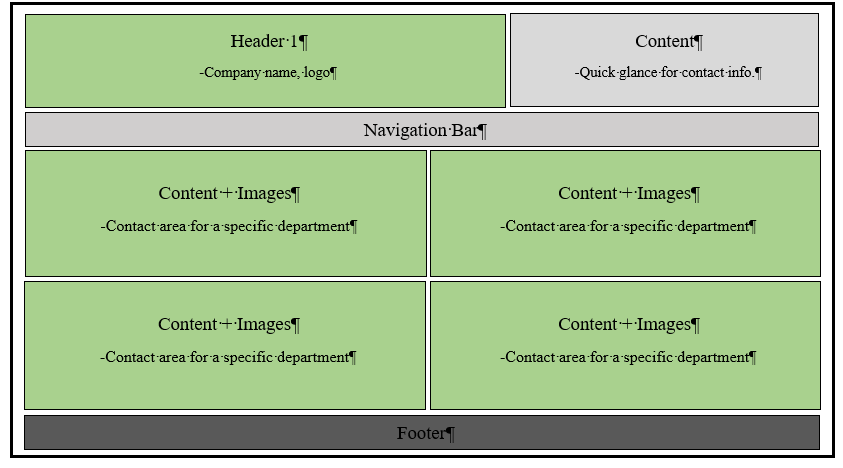 Header·1¶
-Company·name,·logo¶
Content¶
-Quick·glance·for·contact·info.¶
Navigation·Bar¶
Content·+·Images¶
-Contact·area·for·a·specific·department¶
Content·+·Images¶
-Contact·area·for·a·specific·department¶
Content·+·Images¶
-Contact·area·for·a·specific·department¶
Content·+·Images¶
-Contact·area·for·a·specific·department¶
Footer¶